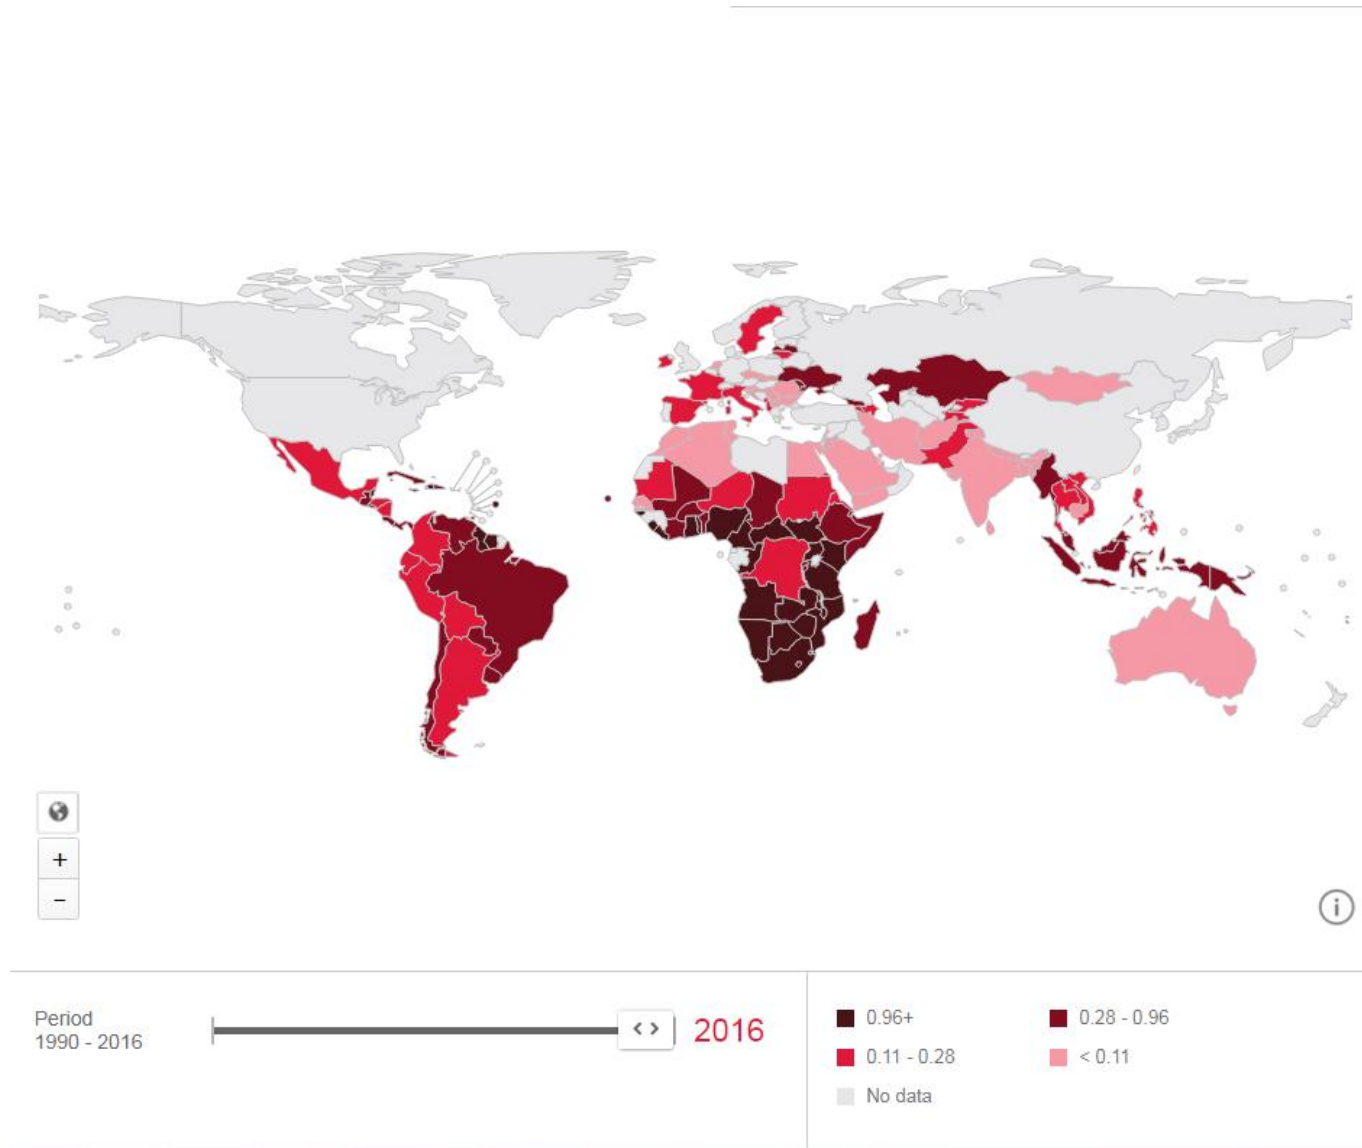 +
−
i
Period
1990 - 2016
< >
2016
0.96+
0.28 - 0.96
0.11 - 0.28
< 0.11
No data